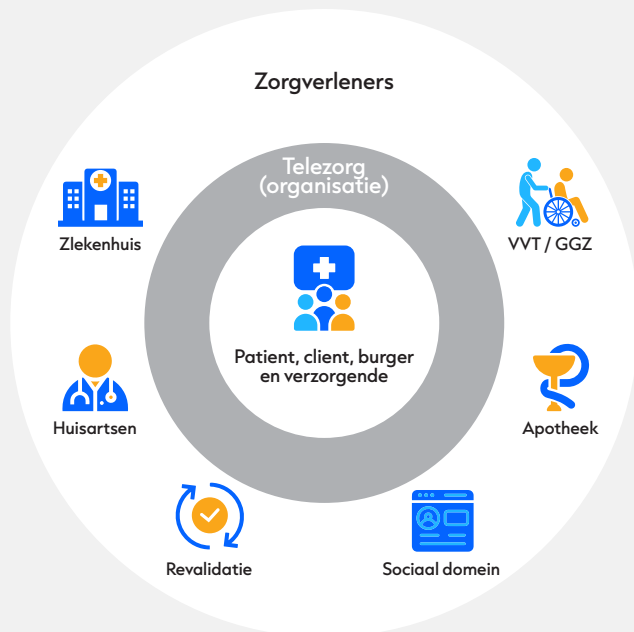 Zorgverleners
Telezorg
(organisatie)
Zlekenhuis
VVT / GGZ
Patient, client, burger
en verzorgende
Huisartsen
Apotheek
Revalidatie
Sociaal domein